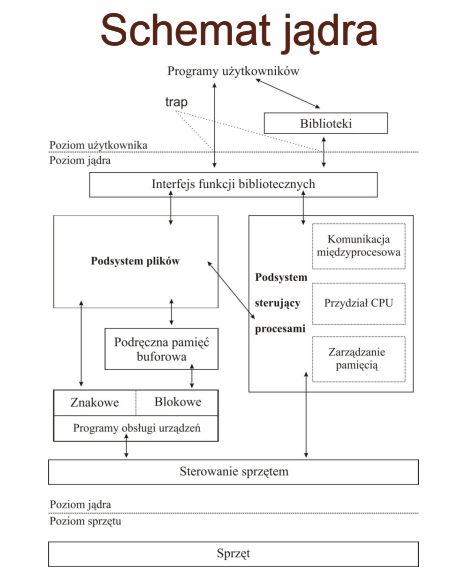 Schemat jądra
Programy użytkowników
trap
Biblioteki
Poziom użytkownika
Poziom jądra
Interfejs funkcji bibliotecznych
Podsystem plików
Podsystem
sterujący
procesami
Komunikacja
międzyprocesowa
Przydział CPU
Zarządzanie
pamięcią
Podręczna pamięć
buforowa
Znakowe
Blokowe
Programy obsługi urządzeń
Sterowanie sprzętem
Poziom jądra
Poziom sprzętu
Sprzęt